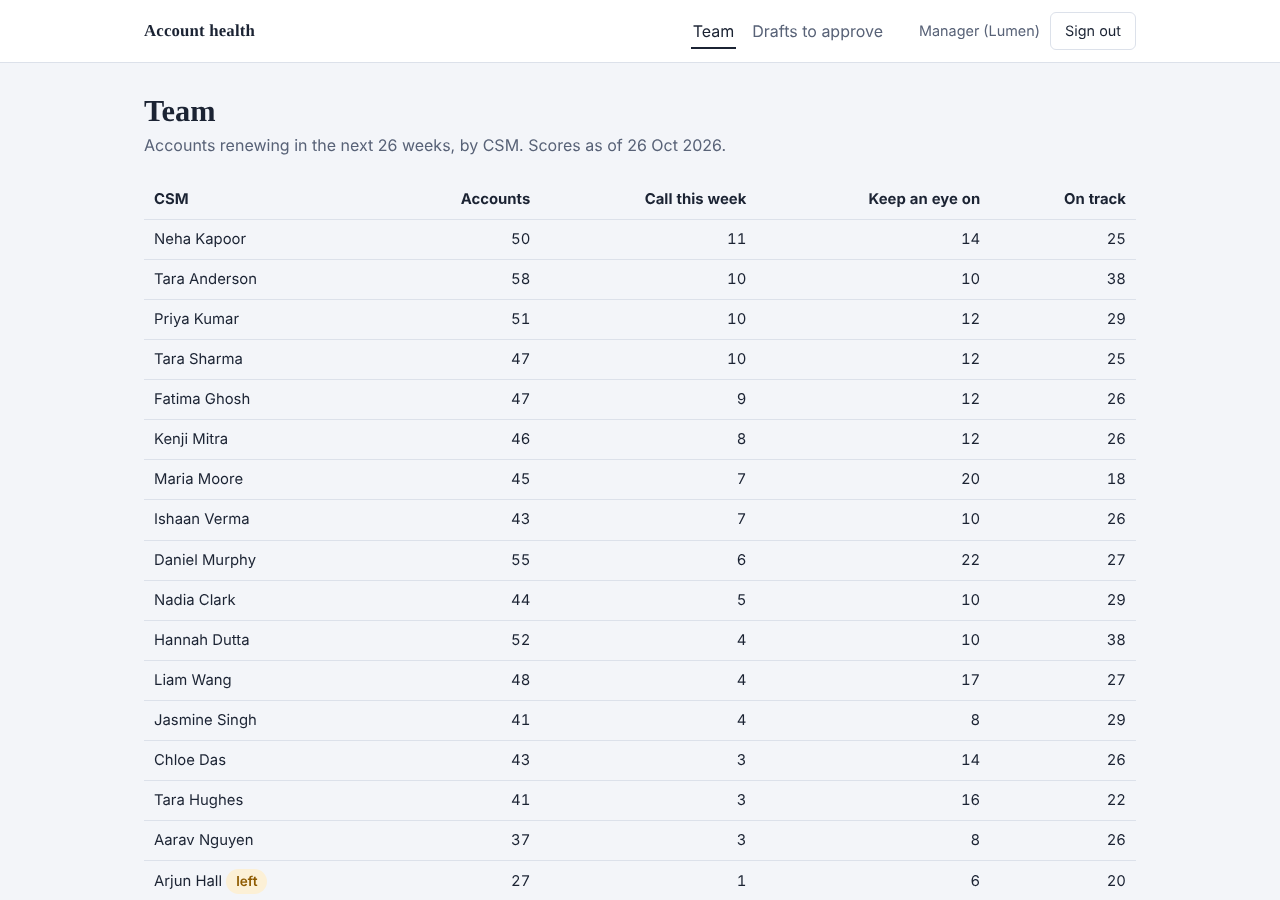 Account health Team Drafts to approve Manager (Lumen) Sign out
Team
Accounts renewing in the next 26 weeks, by CSM. Scores as of 26 Oct 2026.
CSM Accounts Call this week Keep an eye on On track
Neha Kapoor 50 11 14 25
Tara Anderson 58 10 10 38
Priya Kumar 51 10 12 29
Tara Sharma 47 10 12 25
Fatima Ghosh 47 9 12 26
Kenji Mitra 46 8 12 26
Maria Moore 45 7 20 18
Ishaan Verma 43 7 10 26
Daniel Murphy 55 6 22 27
Nadia Clark 44 5 10 29
Hannah Dutta 52 4 10 38
Liam Wang 48 4 17 27
Jasmine Singh 41 4 8 29
Chloe Das 43 3 14 26
Tara Hughes 41 3 16 22
Aarav Nguyen 37 3 8 26
Arjun Hall left 27 1 6 20